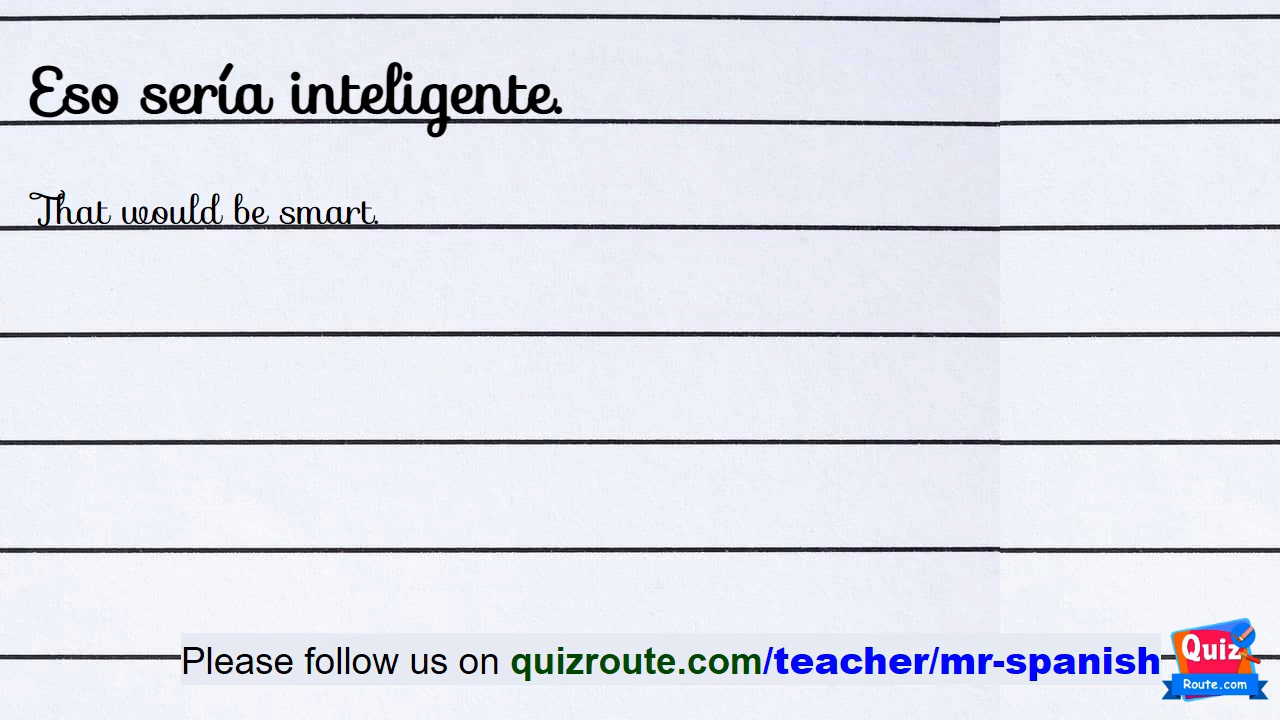 Eso sería inteligente.
That would be smart.
Please follow us on quizroute.com/teacher/mr-spanish
Quiz
Route.com